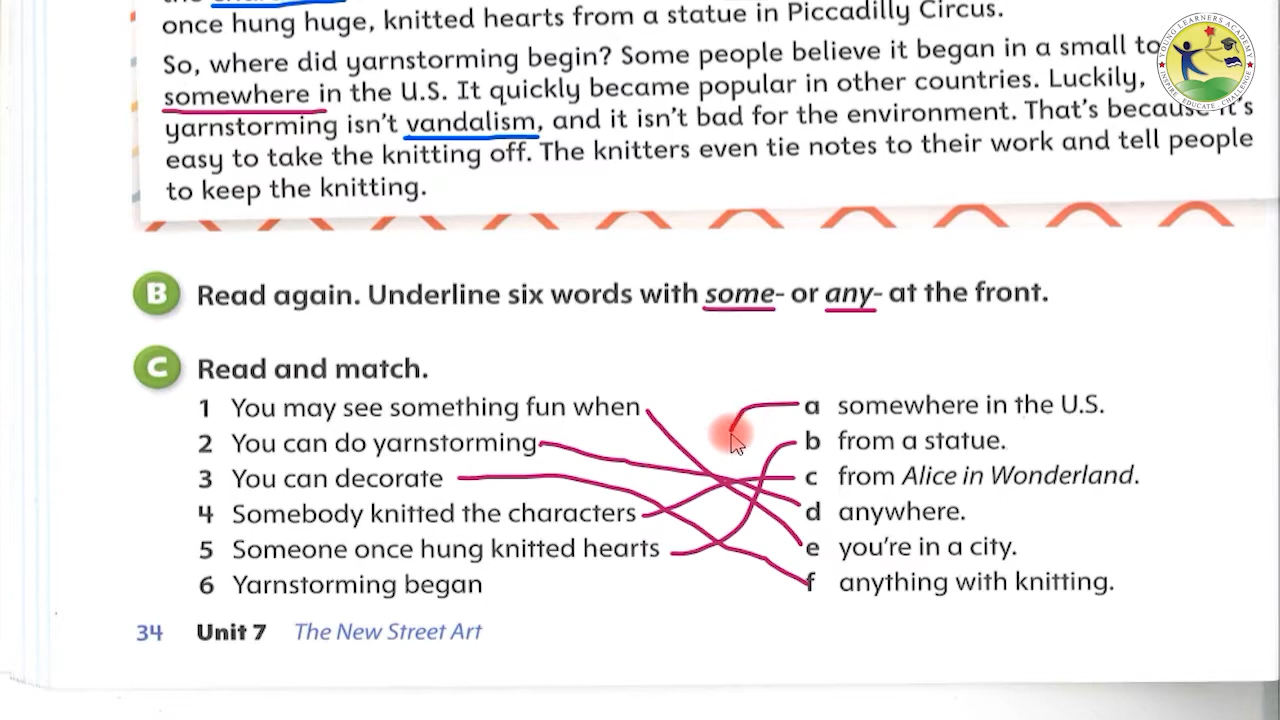 once hung huge, knitted hearts from a statue in Piccadilly Circus.
So, where did yarnstorming begin? Some people believe it began in a small to
somewhere in the U.S. It quickly became popular in other countries. Luckily,
yarnstorming isn't vandalism, and it isn't bad for the environment. That's because it's
easy to take the knitting off. The knitters even tie notes to their work and tell people
to keep the knitting.
B Read again. Underline six words with some- or any- at the front.
C Read and match.
1 You may see something fun when
2 You can do yarnstorming
3 You can decorate
4 Somebody knitted the characters
5 Someone once hung knitted hearts
6 Yarnstorming began
a somewhere in the U.S.
b from a statue.
c from Alice in Wonderland.
d anywhere.
e you're in a city.
f anything with knitting.
34 Unit 7 The New Street Art
YOUNG LEARNERS ACADEMY
INSPIRE EDUCATE CHALLENGE